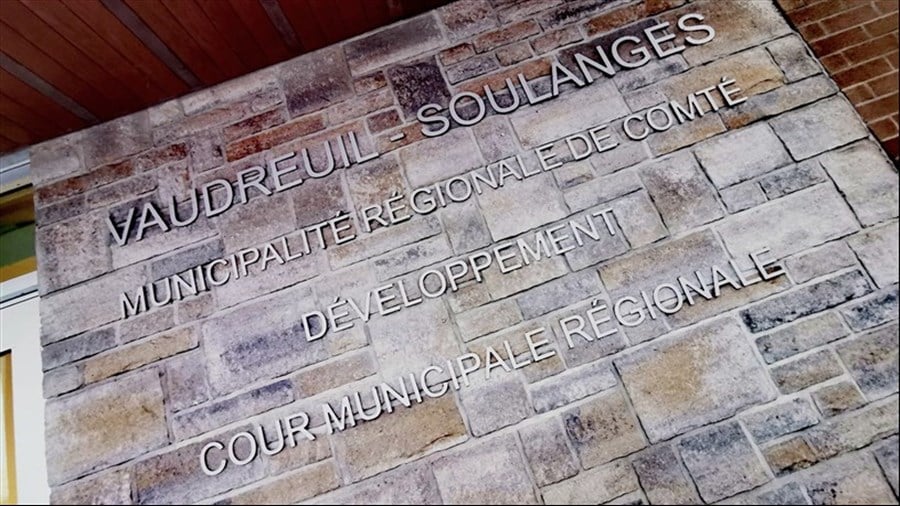 VAUDREUIL - SOULANGES
MUNICIPALITÉ RÉGIONALE DE COMTÉ
DÉVELOPPEMENT
COUR MUNICIPALE RÉGIONALE